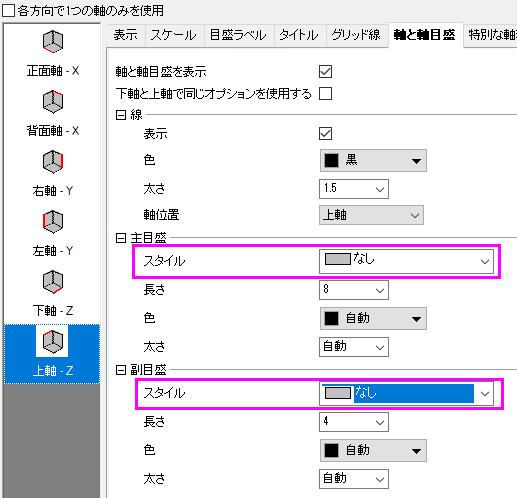 各方向で1つの軸のみを使用
正面軸 - X
背面軸 - X
右軸 - Y
左軸 - Y
下軸 - Z
上軸 - Z
表示 スケール 目盛ラベル タイトル グリッド線 軸と軸目盛 特別な軸
軸と軸目盛を表示
下軸と上軸で同じオプションを使用する
線
表示
色 黒
太さ 1.5
軸位置 上軸
主目盛
スタイル なし
長さ 8
色 自動
太さ 自動
副目盛
スタイル なし
長さ 4
色 自動
太さ 自動